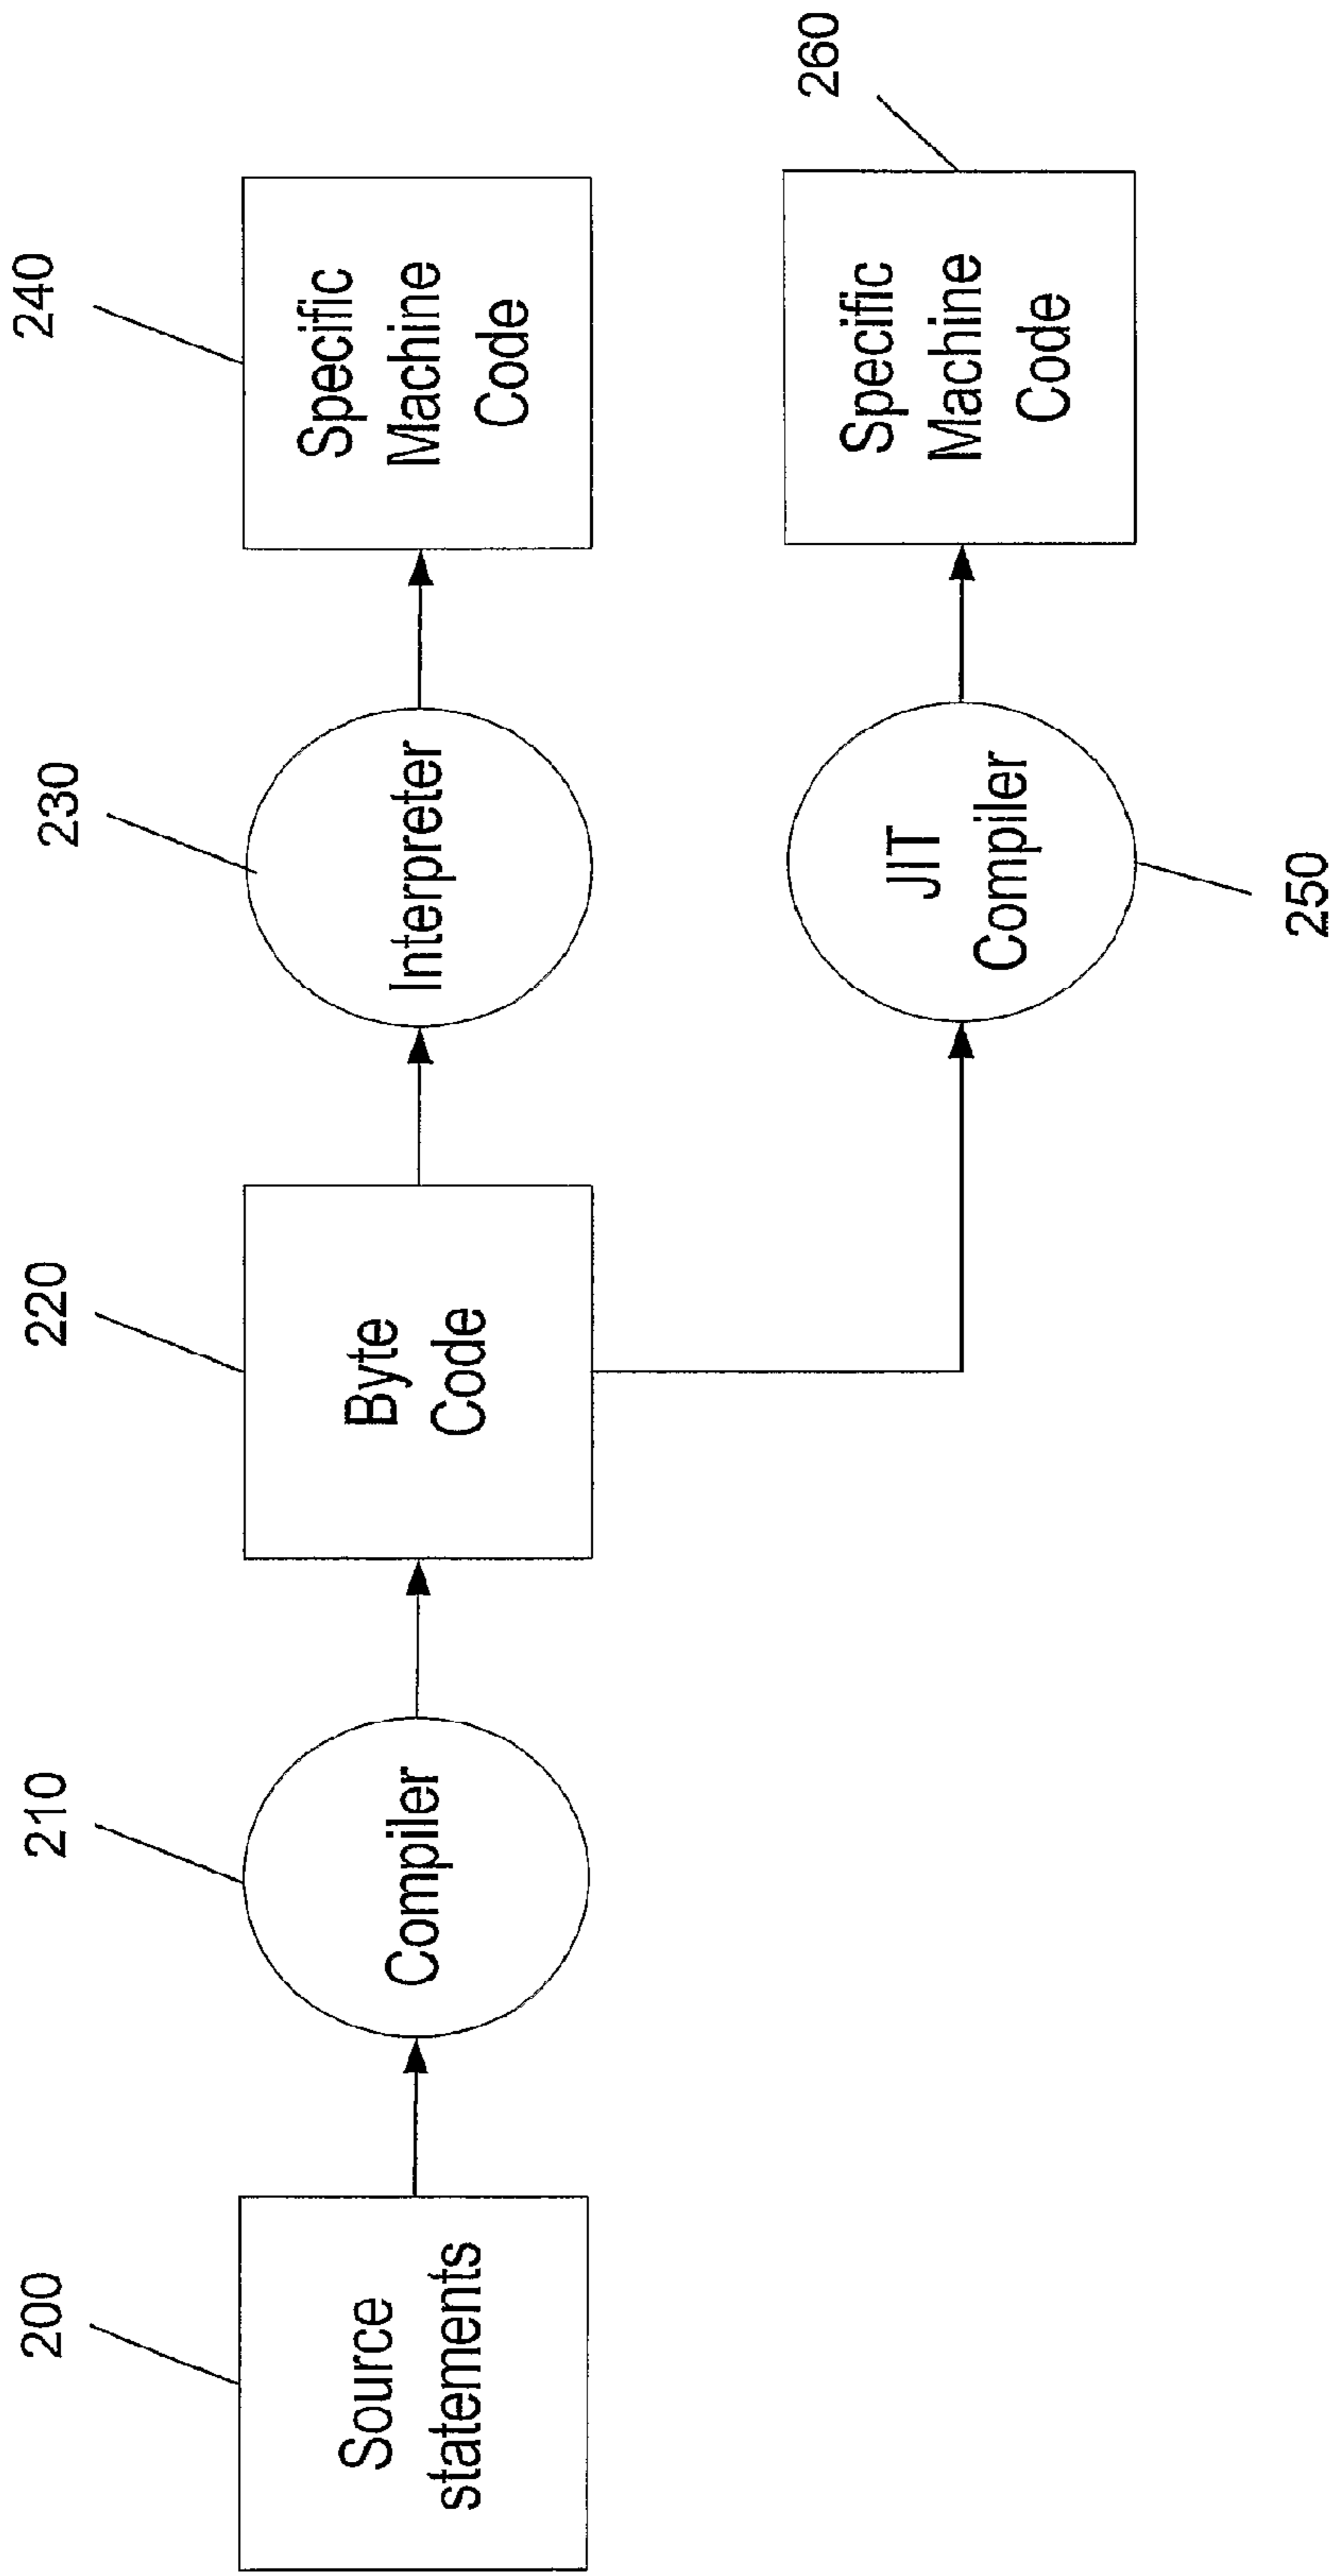 200
Source
statements
210
Compiler
220
Byte
Code
230
Interpreter
240
Specific
Machine
Code
250
JIT
Compiler
260
Specific
Machine
Code